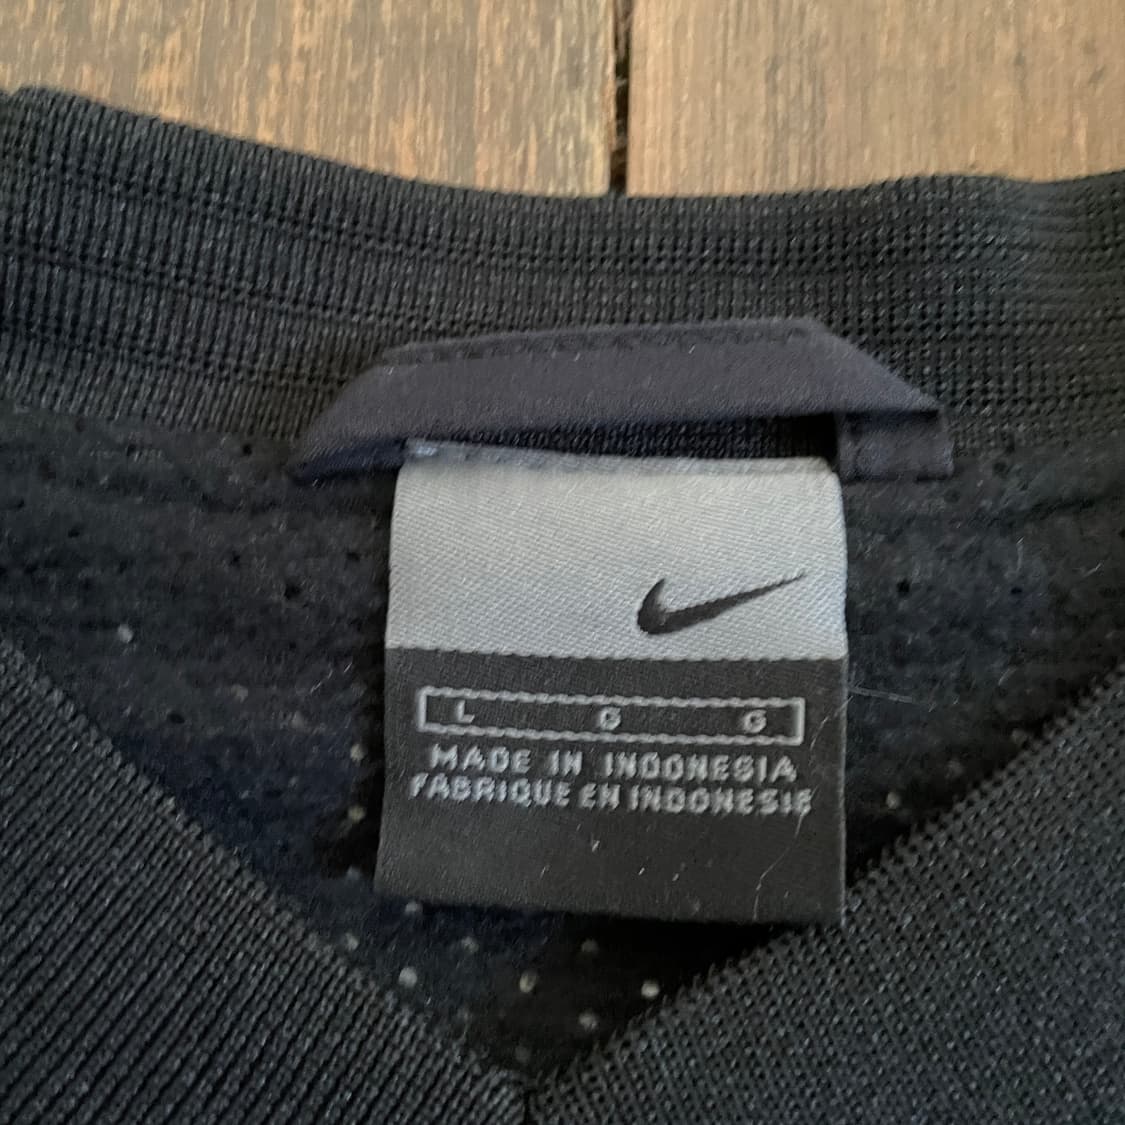 L G G
MADE IN INDONESIA
FABRIQUE EN INDONESIE